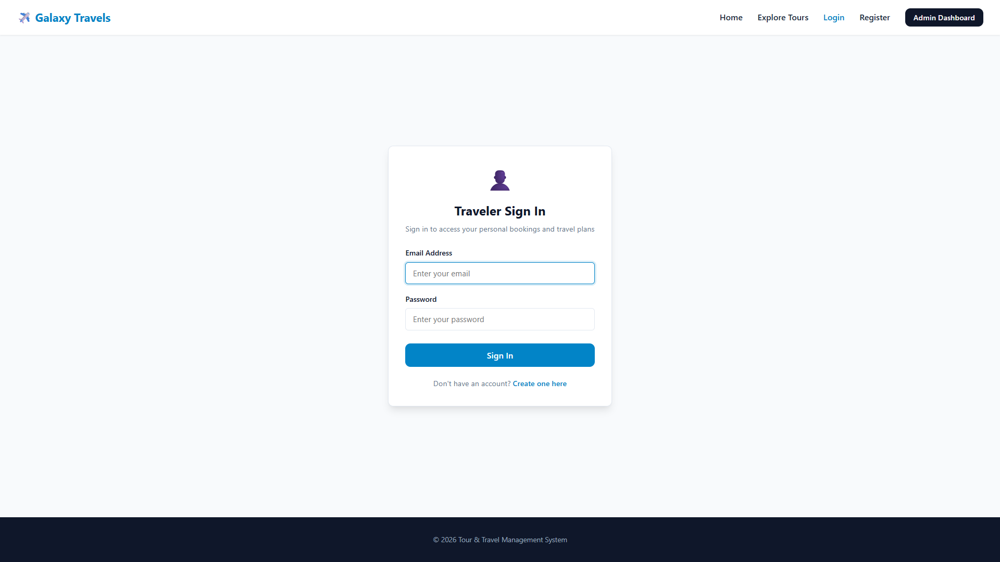 Galaxy Travels
Home
Explore Tours
Login
Register
Admin Dashboard
Traveler Sign In
Sign in to access your personal bookings and travel plans
Email Address
Enter your email
Password
Enter your password
Sign In
Don't have an account? Create one here
© 2026 Tour & Travel Management System